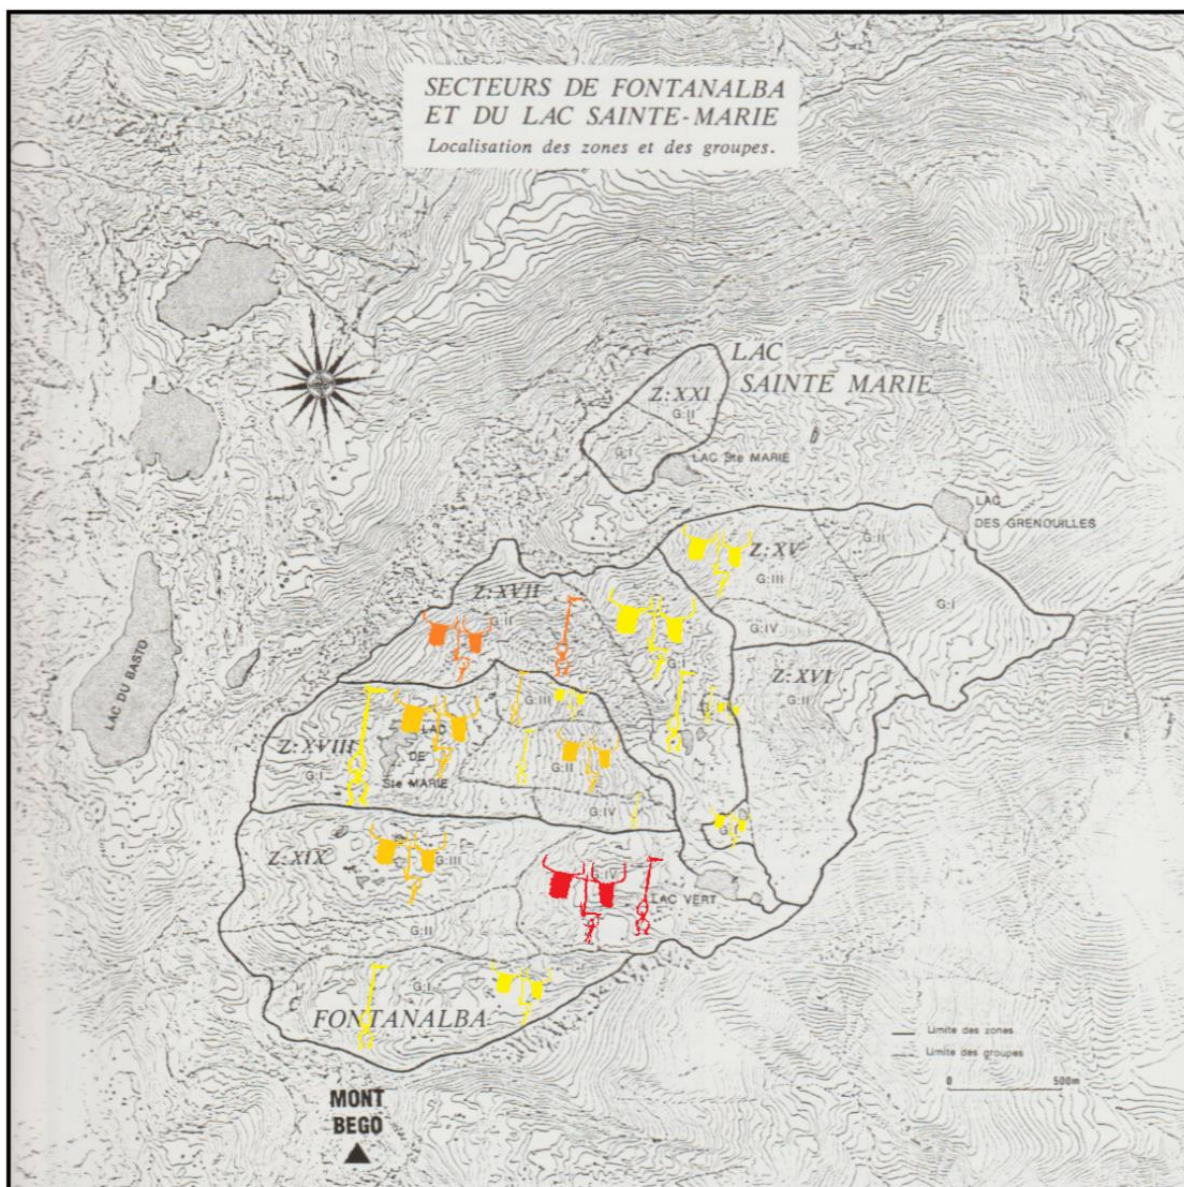 SECTEURS DE FONTANALBA
ET DU LAC SAINTE-MARIE
Localisation des zones et des groupes.
LAC
SAINTE MARIE
Z:XXI
G:II
G:I
LAC Ste MARIE
LAC
DES GRENOUILLES
Z:XV
G:II
G:III
G:I
G:IV
Z:XVII
G:II
G:I
Z:XVI
G:II
LAC DU BASTO
G:III
Z:XVIII
LAC
DE
Ste MARIE
G:I
G:II
G:IV
Z:XIX
G:III
G:IV
LAC VERT
G:II
G:I
FONTANALBA
Limite des zones
Limite des groupes
0 500m
MONT
BEGO